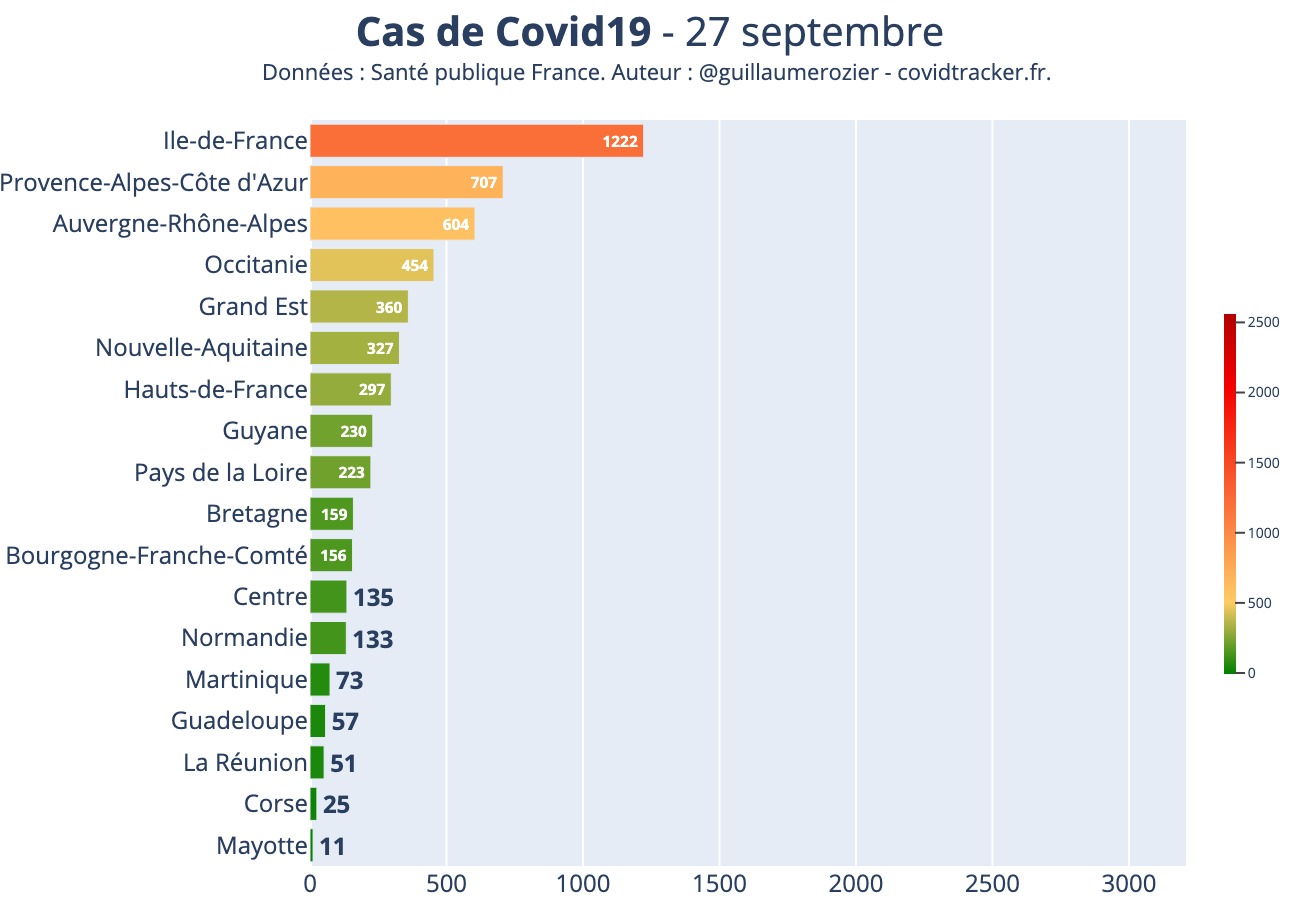 Cas de Covid19 - 27 septembre
Données : Santé publique France. Auteur : @guillaumerozier - covidtracker.fr.
Ile-de-France 1222
Provence-Alpes-Côte d'Azur 707
Auvergne-Rhône-Alpes 604
Occitanie 454
Grand Est 360
Nouvelle-Aquitaine 327
Hauts-de-France 297
Guyane 230
Pays de la Loire 223
Bretagne 159
Bourgogne-Franche-Comté 156
Centre 135
Normandie 133
Martinique 73
Guadeloupe 57
La Réunion 51
Corse 25
Mayotte 11
0 500 1000 1500 2000 2500 3000
2500
2000
1500
1000
500
0